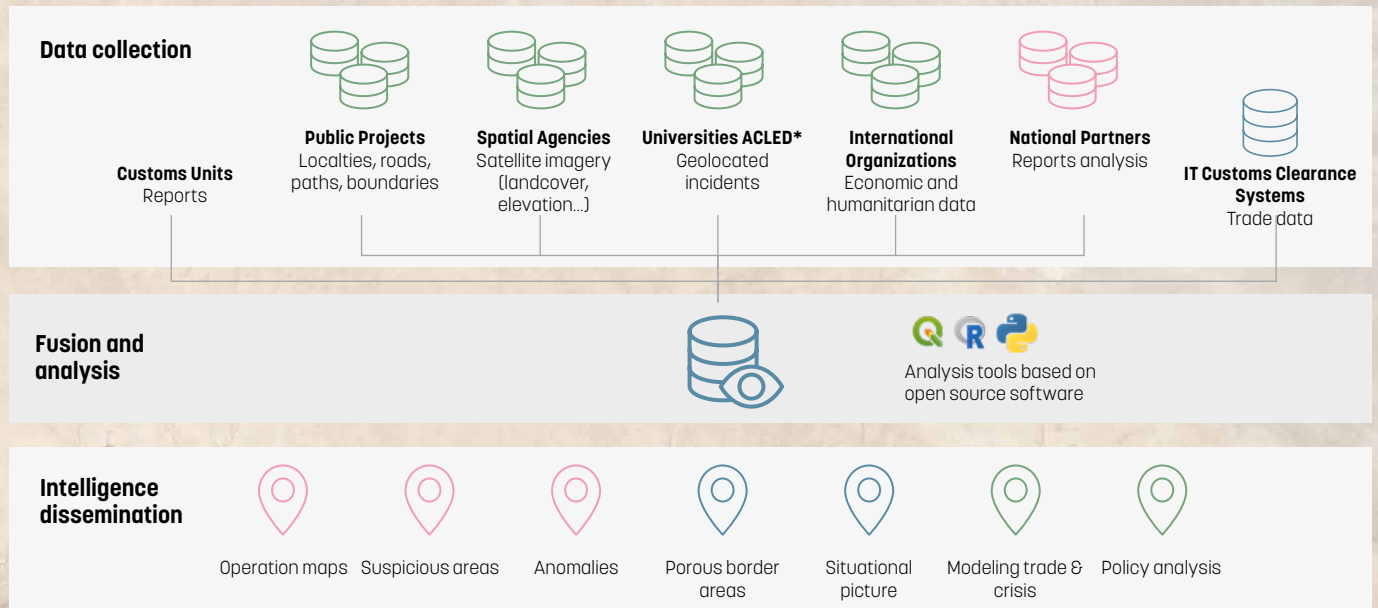 Data collection
Customs Units
Reports
Public Projects
Localties, roads,
paths, boundaries
Spatial Agencies
Satellite imagery
(landcover,
elevation...)
Universities ACLED*
Geolocated
incidents
International
Organizations
Economic and
humanitarian data
National Partners
Reports analysis
IT Customs Clearance
Systems
Trade data
Fusion and
analysis
R
Analysis tools based on
open source software
Intelligence
dissemination
Operation maps
Suspicious areas
Anomalies
Porous border
areas
Situational
picture
Modeling trade &
crisis
Policy analysis